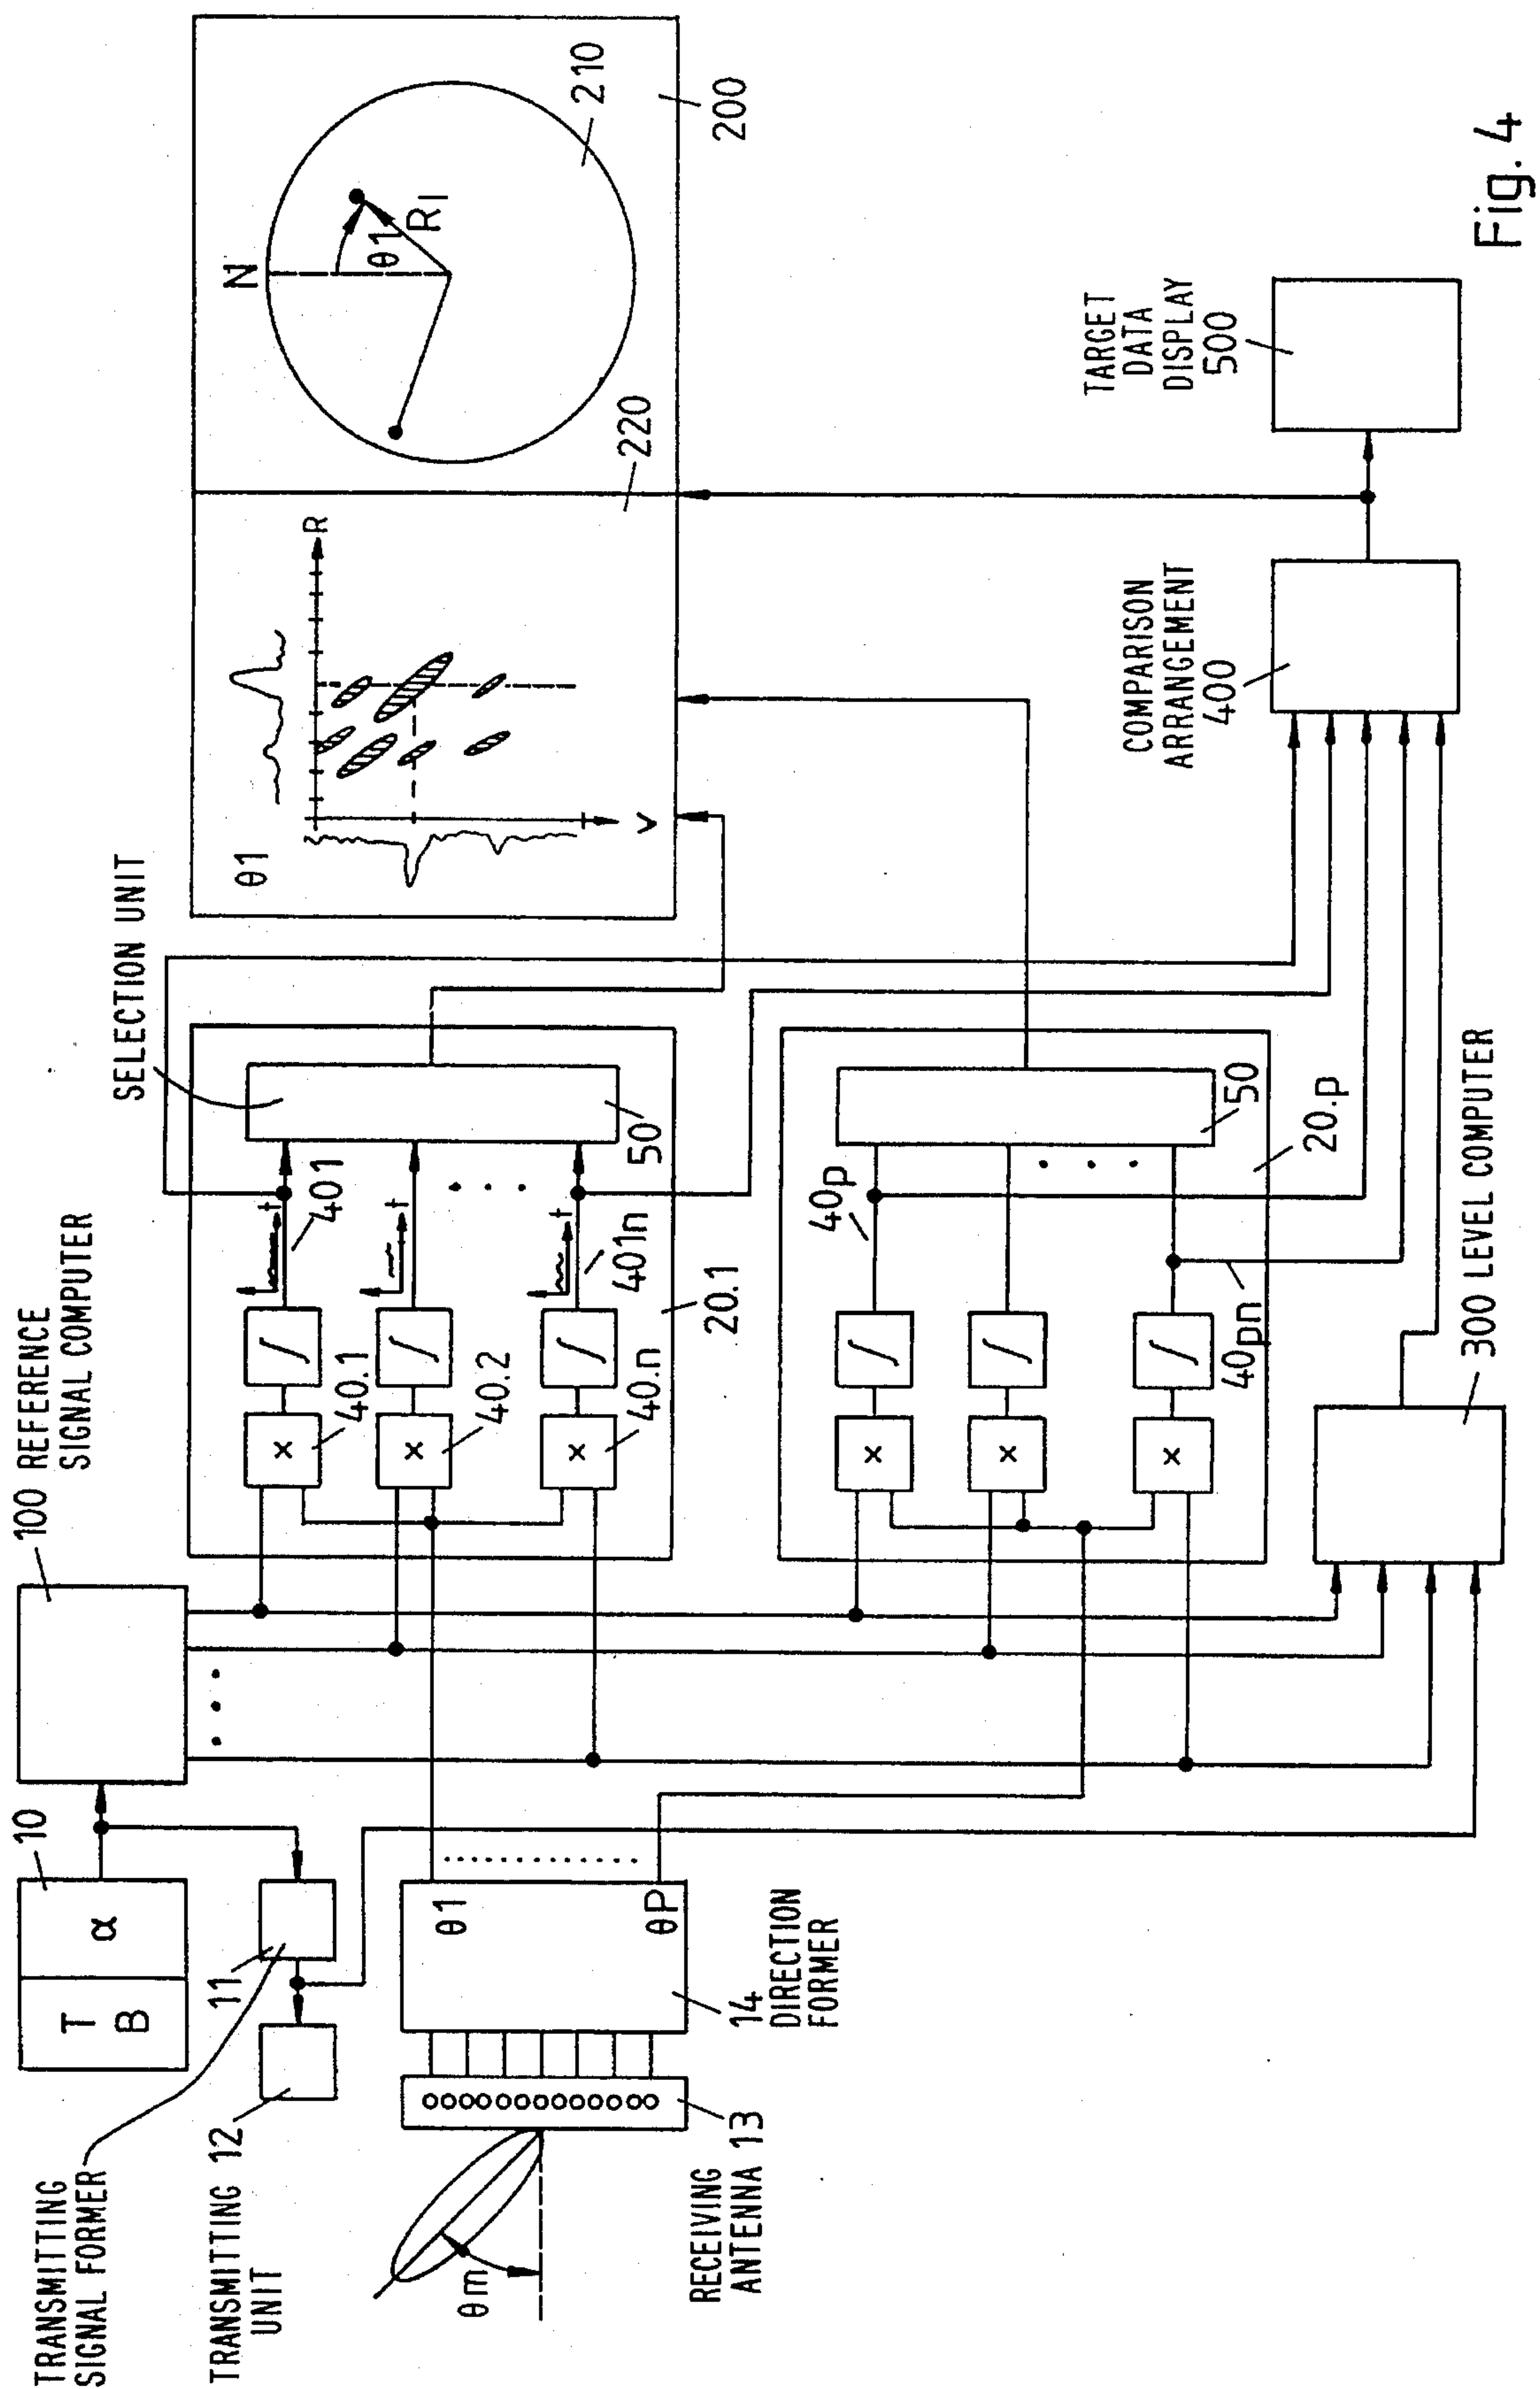 TRANSMITTING
SIGNAL FORMER
TRANSMITTING 12
UNIT
T
B
α
10
11
100 REFERENCE
SIGNAL COMPUTER
θm
RECEIVING
ANTENNA 13
14
DIRECTION
FORMER
θ1
θP
. . .
x
x
x
∫
∫
∫
40.1
40.2
40.n
t
t
t
401
401n
. . .
SELECTION UNIT
50
20.1
x
x
x
∫
∫
∫
40p
40pn
. . .
50
20.p
300 LEVEL COMPUTER
θ1
V
R
220
N
θ1
R1
210
200
COMPARISON
ARRANGEMENT
400
TARGET
DATA
DISPLAY
500
Fig. 4